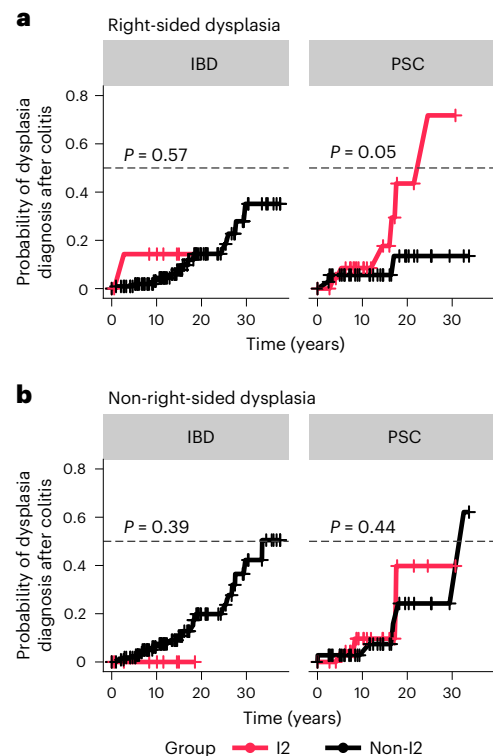 a
Right-sided dysplasia
IBD
PSC
Probability of dysplasia
diagnosis after colitis
0.8
0.6
0.4
0.2
0
P = 0.57
P = 0.05
0 10 20 30
0 10 20 30
Time (years)
b
Non-right-sided dysplasia
IBD
PSC
Probability of dysplasia
diagnosis after colitis
0.8
0.6
0.4
0.2
0
P = 0.39
P = 0.44
0 10 20 30
0 10 20 30
Time (years)
Group I2 Non-I2